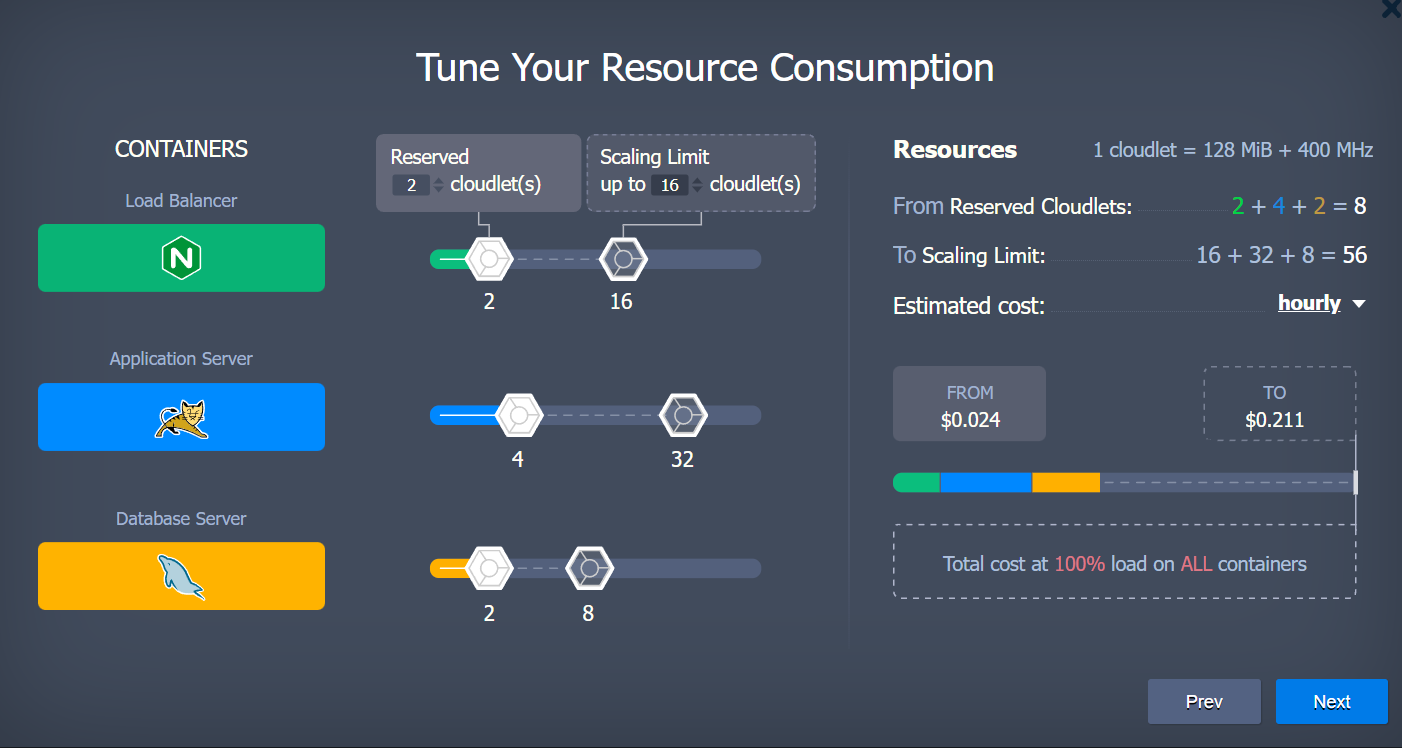 Tune Your Resource Consumption
CONTAINERS
Load Balancer
N
Application Server
Database Server
Reserved
2 cloudlet(s)
Scaling Limit
up to 16 cloudlet(s)
2
16
4
32
2
8
Resources
1 cloudlet = 128 MiB + 400 MHz
From Reserved Cloudlets: 2 + 4 + 2 = 8
To Scaling Limit: 16 + 32 + 8 = 56
Estimated cost: hourly
FROM
$0.024
TO
$0.211
Total cost at 100% load on ALL containers
Prev
Next